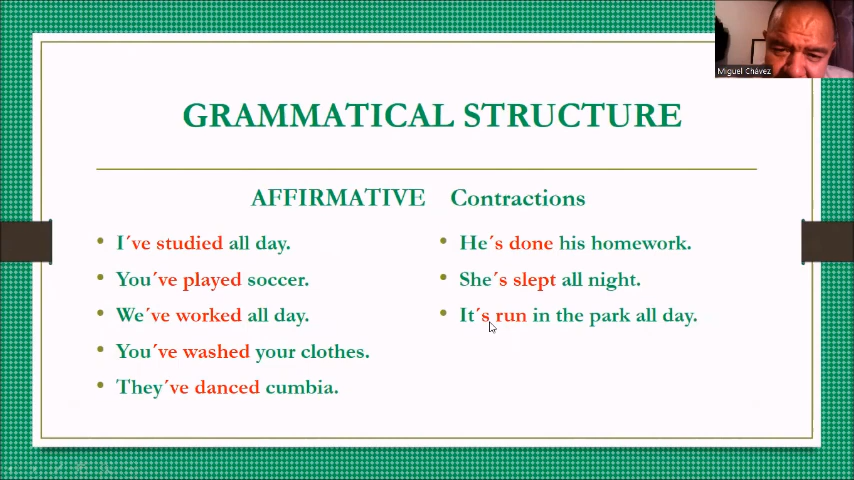 Miguel Chávez
GRAMMATICAL STRUCTURE
AFFIRMATIVE Contractions
• I´ve studied all day.
• You´ve played soccer.
• We´ve worked all day.
• You´ve washed your clothes.
• They´ve danced cumbia.
• He´s done his homework.
• She´s slept all night.
• It´s run in the park all day.